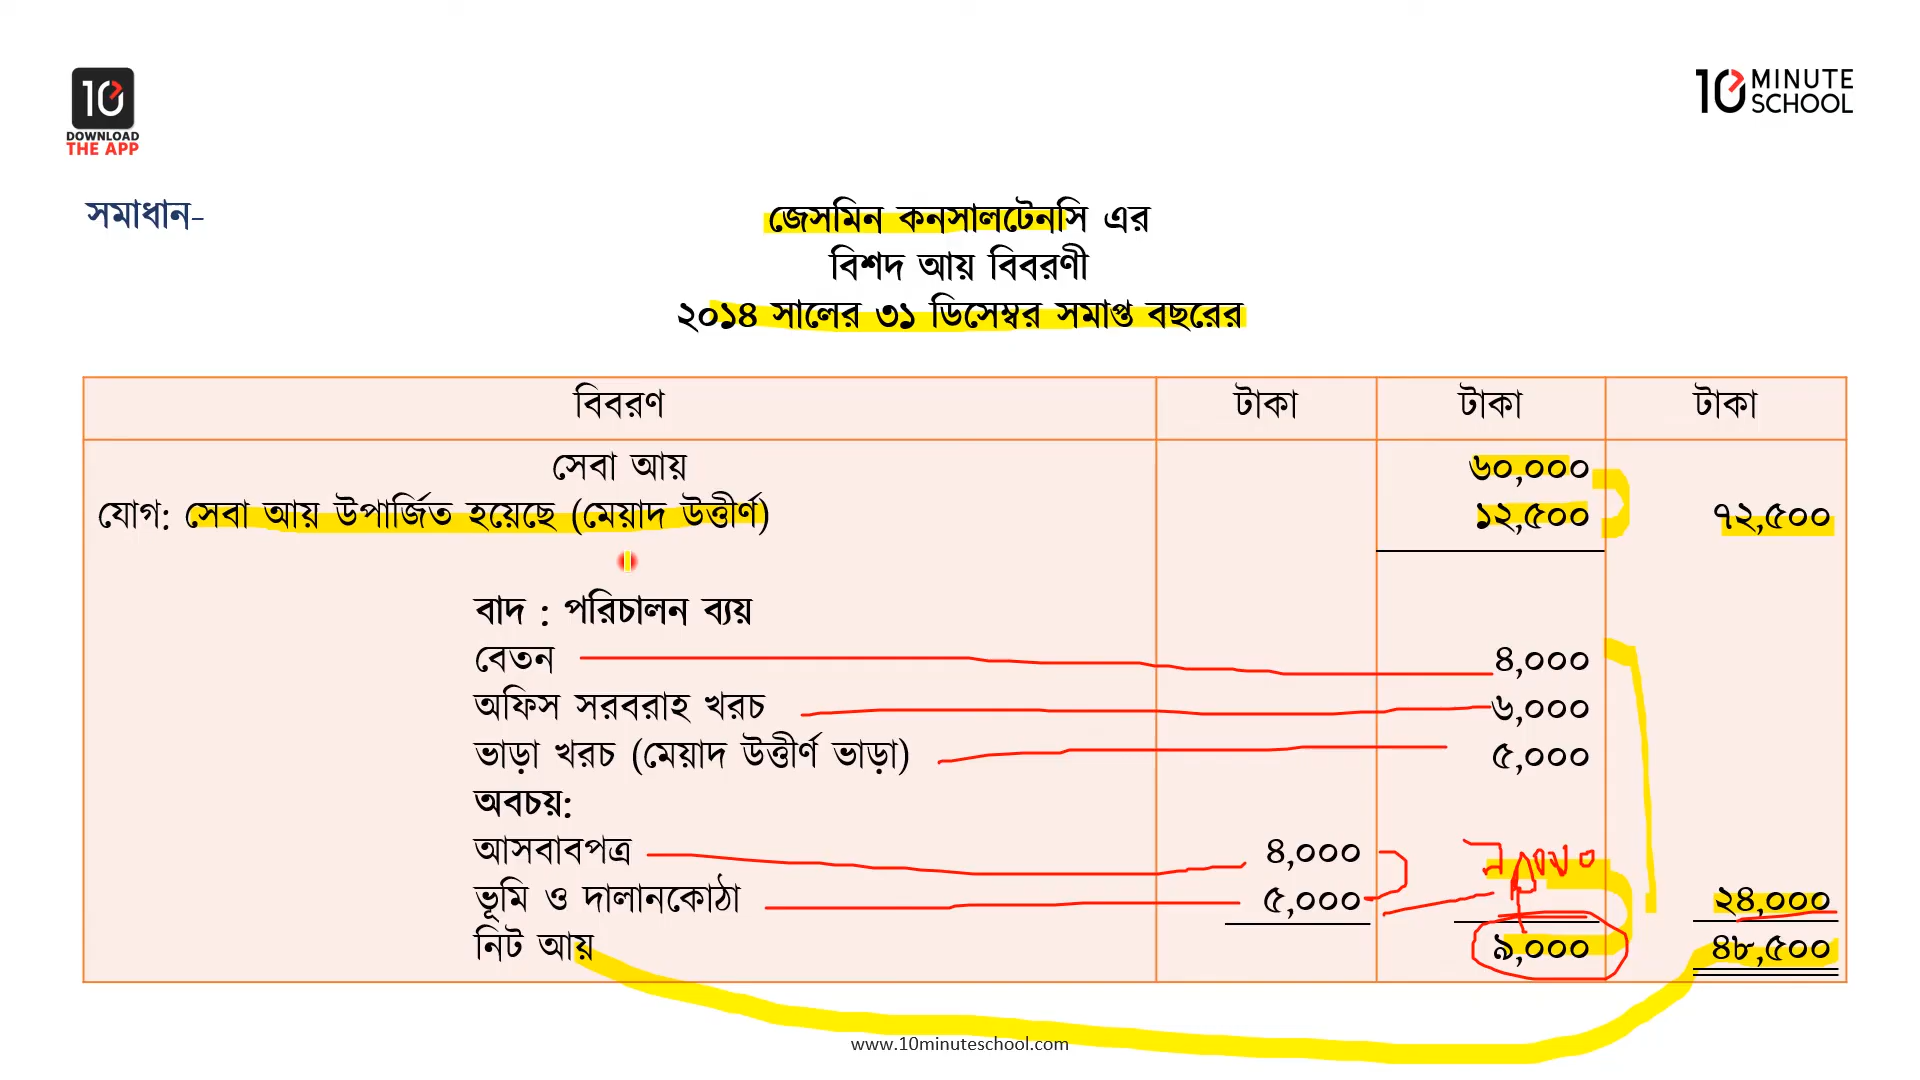 10
DOWNLOAD
THE APP
10 MINUTE
SCHOOL
সমাধান-
জেসমিন কনসালটেনসি এর
বিশদ আয় বিবরণী
২০১৪ সালের ৩১ ডিসেম্বর সমাপ্ত বছরের
বিবরণ টাকা টাকা টাকা
সেবা আয় ৬০,০০০
যোগ: সেবা আয় উপার্জিত হয়েছে (মেয়াদ উত্তীর্ণ) ১২,৫০০ ৭২,৫০০
বাদ : পরিচালন ব্যয়
বেতন ৪,০০০
অফিস সরবরাহ খরচ ৬,০০০
ভাড়া খরচ (মেয়াদ উত্তীর্ণ ভাড়া) ৫,০০০
অবচয়:
আসবাবপত্র ৪,০০০
ভূমি ও দালানকোঠা ৫,০০০ ২৪,০০০
নিট আয় ৯,০০০ ৪৮,৫০০
www.10minuteschool.com